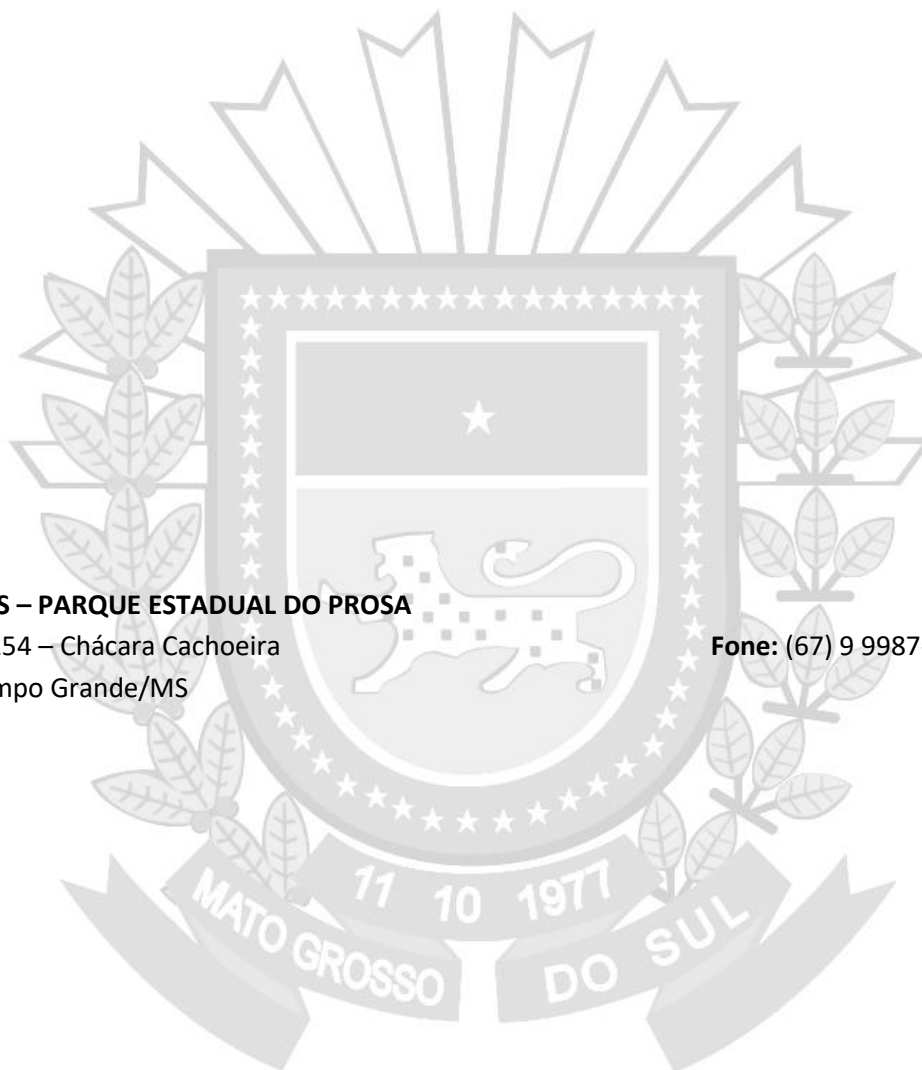 S – PARQUE ESTADUAL DO PROSA
254 – Chácara Cachoeira Fone: (67) 9 9987
mpo Grande/MS
11 10 1977
MATO GROSSO DO SUL